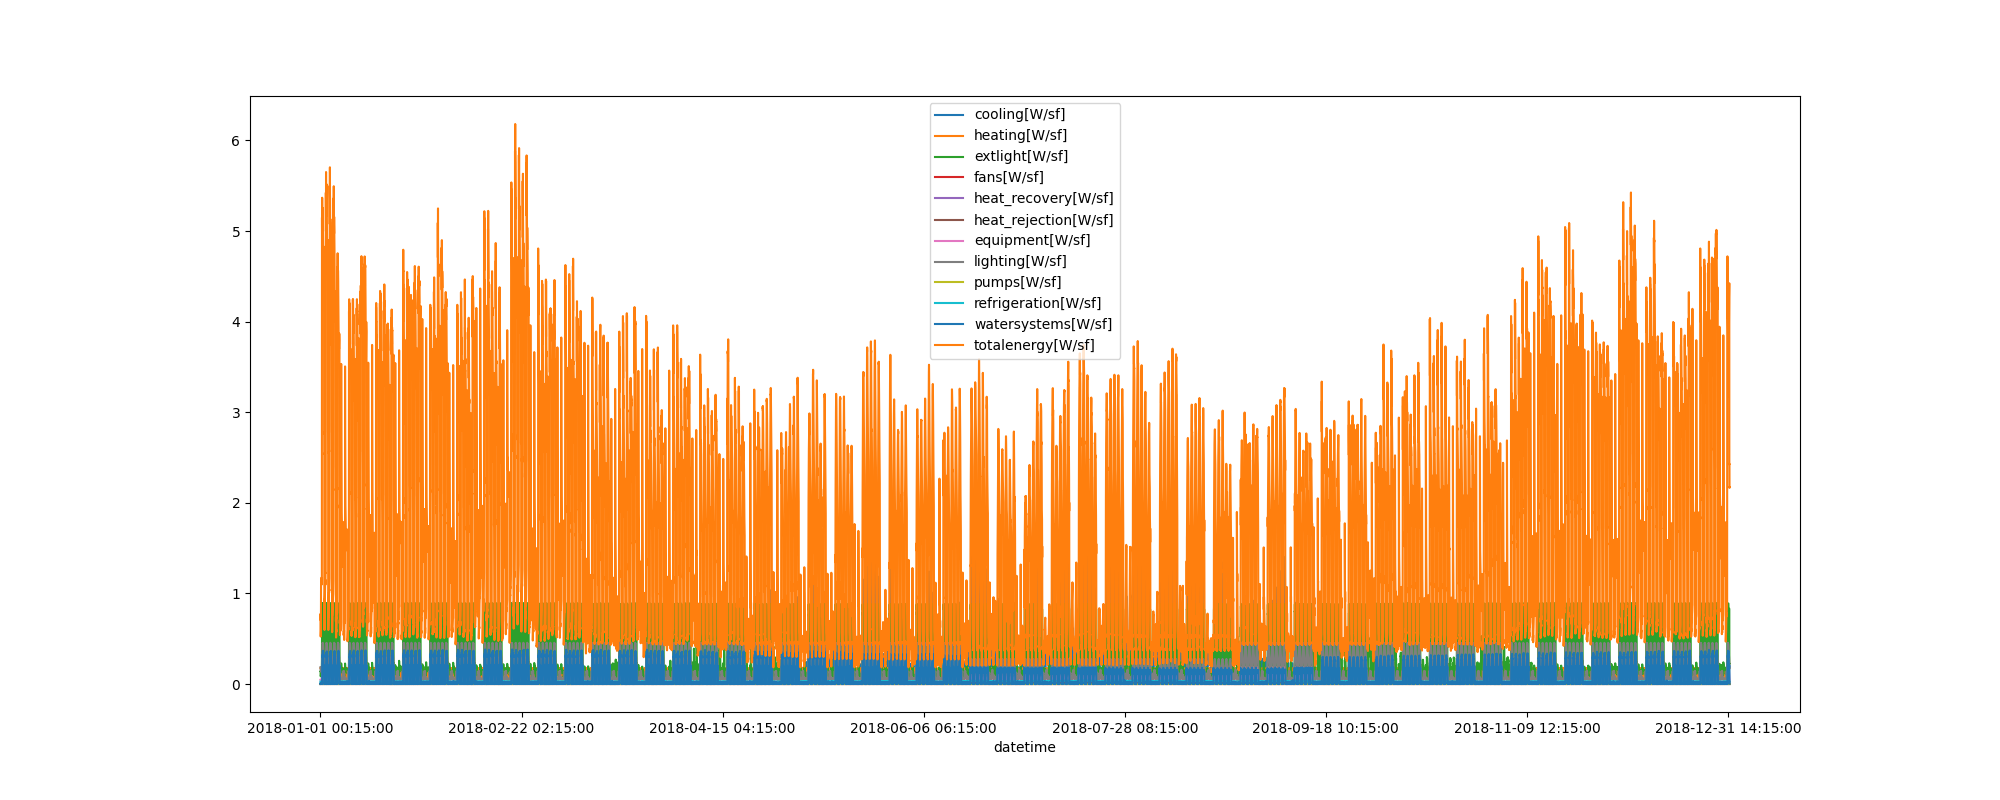 cooling[W/sf]
heating[W/sf]
extlight[W/sf]
fans[W/sf]
heat_recovery[W/sf]
heat_rejection[W/sf]
equipment[W/sf]
lighting[W/sf]
pumps[W/sf]
refrigeration[W/sf]
watersystems[W/sf]
totalenergy[W/sf]
6
5
4
3
2
1
0
2018-01-01 00:15:00 2018-02-22 02:15:00 2018-04-15 04:15:00 2018-06-06 06:15:00 2018-07-28 08:15:00 2018-09-18 10:15:00 2018-11-09 12:15:00 2018-12-31 14:15:00
datetime